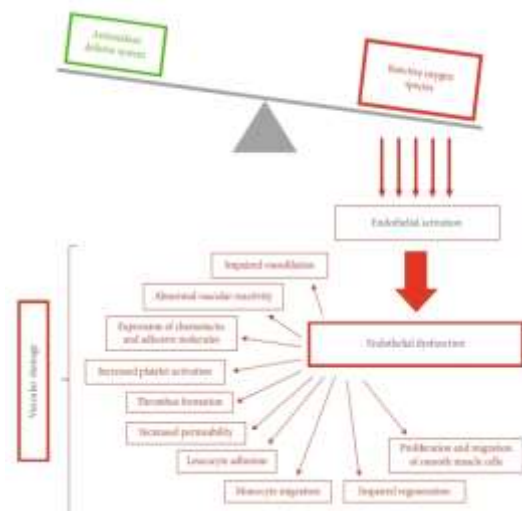 Antioxidant
defense system
Reactive oxygen
species
Endothelial activation
Impaired vasodilation
Abnormal vascular reactivity
Expression of chemotactic
and adhesive molecules
Endothelial dysfunction
Increased platelet activation
Thrombus formation
Increased permeability
Leucocyte adhesion
Monocyte migration
Impaired regeneration
Proliferation and migration
of smooth muscle cells
Vascular damage